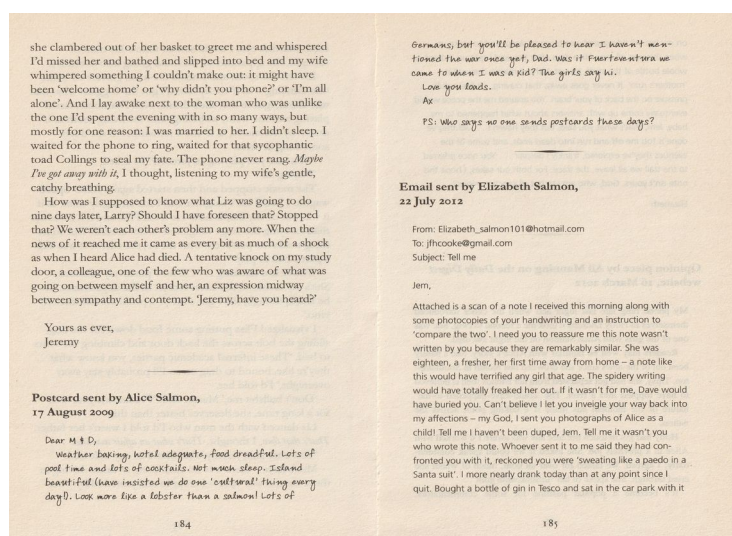 she clambered out of her basket to greet me and whispered
I'd missed her and bathed and slipped into bed and my wife
whimpered something I couldn't make out: it might have
been 'welcome home' or 'why didn't you phone?' or 'I'm all
alone'. And I lay awake next to the woman who was unlike
the one I'd spent the evening with in so many ways, but
mostly for one reason: I was married to her. I didn't sleep. I
waited for the phone to ring, waited for that sycophantic
toad Collings to seal my fate. The phone never rang. Maybe
I've got away with it, I thought, listening to my wife's gentle,
catchy breathing.
How was I supposed to know what Liz was going to do
nine days later, Larry? Should I have foreseen that? Stopped
that? We weren't each other's problem any more. When the
news of it reached me it came as every bit as much of a shock
as when I heard Alice had died. A tentative knock on my study
door, a colleague, one of the few who was aware of what was
going on between myself and her, an expression midway
between sympathy and contempt. 'Jeremy, have you heard?'
Yours as ever,
Jeremy
Postcard sent by Alice Salmon,
17 August 2009
Dear M & D,
Weather baking, hotel adequate, food dreadful. Lots of
pool time and lots of cocktails. Not much sleep. Island
beautiful (have insisted we do one 'cultural' thing every
day!). Look more like a lobster than a salmon! Lots of
184
Germans, but you'll be pleased to hear I haven't men-
tioned the war once yet, Dad. Was it Fuerteventura we
came to when I was a kid? The girls say hi.
Love you loads.
Ax
PS: Who says no one sends postcards these days?
Email sent by Elizabeth Salmon,
22 July 2012
From: Elizabeth_salmon101@hotmail.com
To: jfhcooke@gmail.com
Subject: Tell me
Jem,
Attached is a scan of a note I received this morning along with
some photocopies of your handwriting and an instruction to
'compare the two'. I need you to reassure me this note wasn't
written by you because they are remarkably similar. She was
eighteen, a fresher, her first time away from home – a note like
this would have terrified any girl that age. The spidery writing
would have totally freaked her out. If it wasn't for me, Dave would
have buried you. Can't believe I let you inveigle your way back into
my affections – my God, I sent you photographs of Alice as a
child! Tell me I haven't been duped, Jem. Tell me it wasn't you
who wrote this note. Whoever sent it to me said they had con-
fronted you with it, reckoned you were 'sweating like a paedo in a
Santa suit'. I more nearly drank today than at any point since I
quit. Bought a bottle of gin in Tesco and sat in the car park with it
185